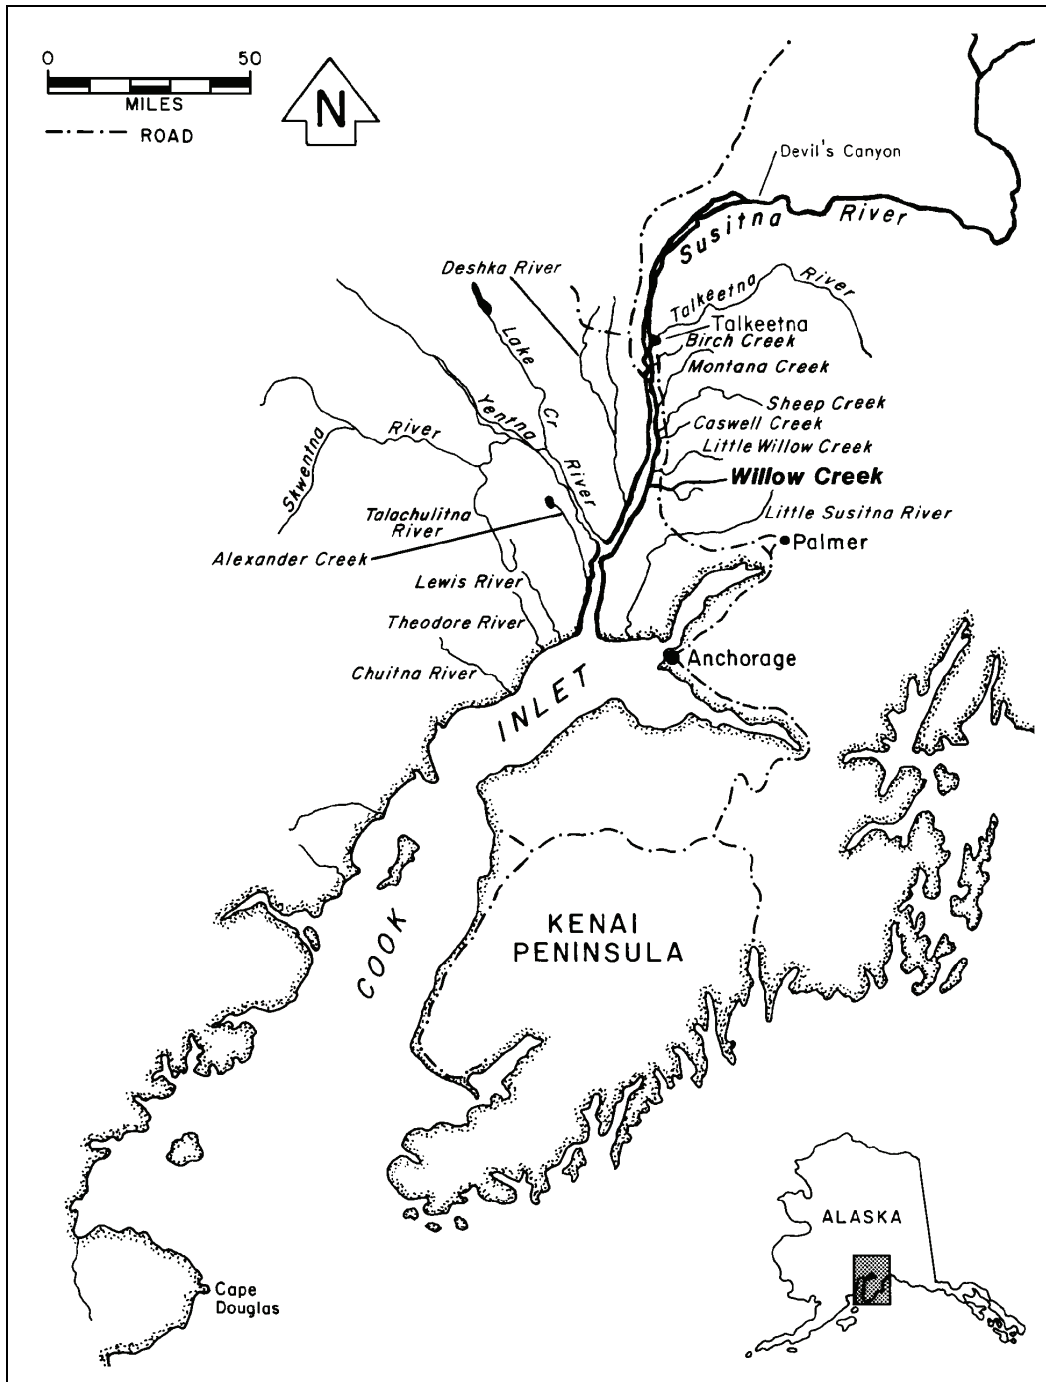 0 50
MILES
ROAD
N
Devil's Canyon
Susitna River
Deshka River
Talkeetna River
Talkeetna
Birch Creek
Lake Cr
Montana Creek
Yentna River
Sheep Creek
Caswell Creek
Skwentna River
Little Willow Creek
Willow Creek
Talachulitna
River
Little Susitna River
Alexander Creek
Palmer
Lewis River
Theodore River
Anchorage
Chuitna River
COOK INLET
KENAI
PENINSULA
ALASKA
Cape
Douglas